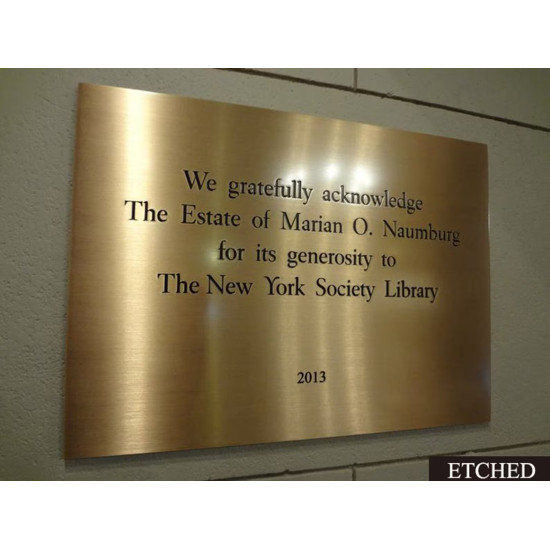 We gratefully acknowledge
The Estate of Marian O. Naumburg
for its generosity to
The New York Society Library
2013
ETCHED